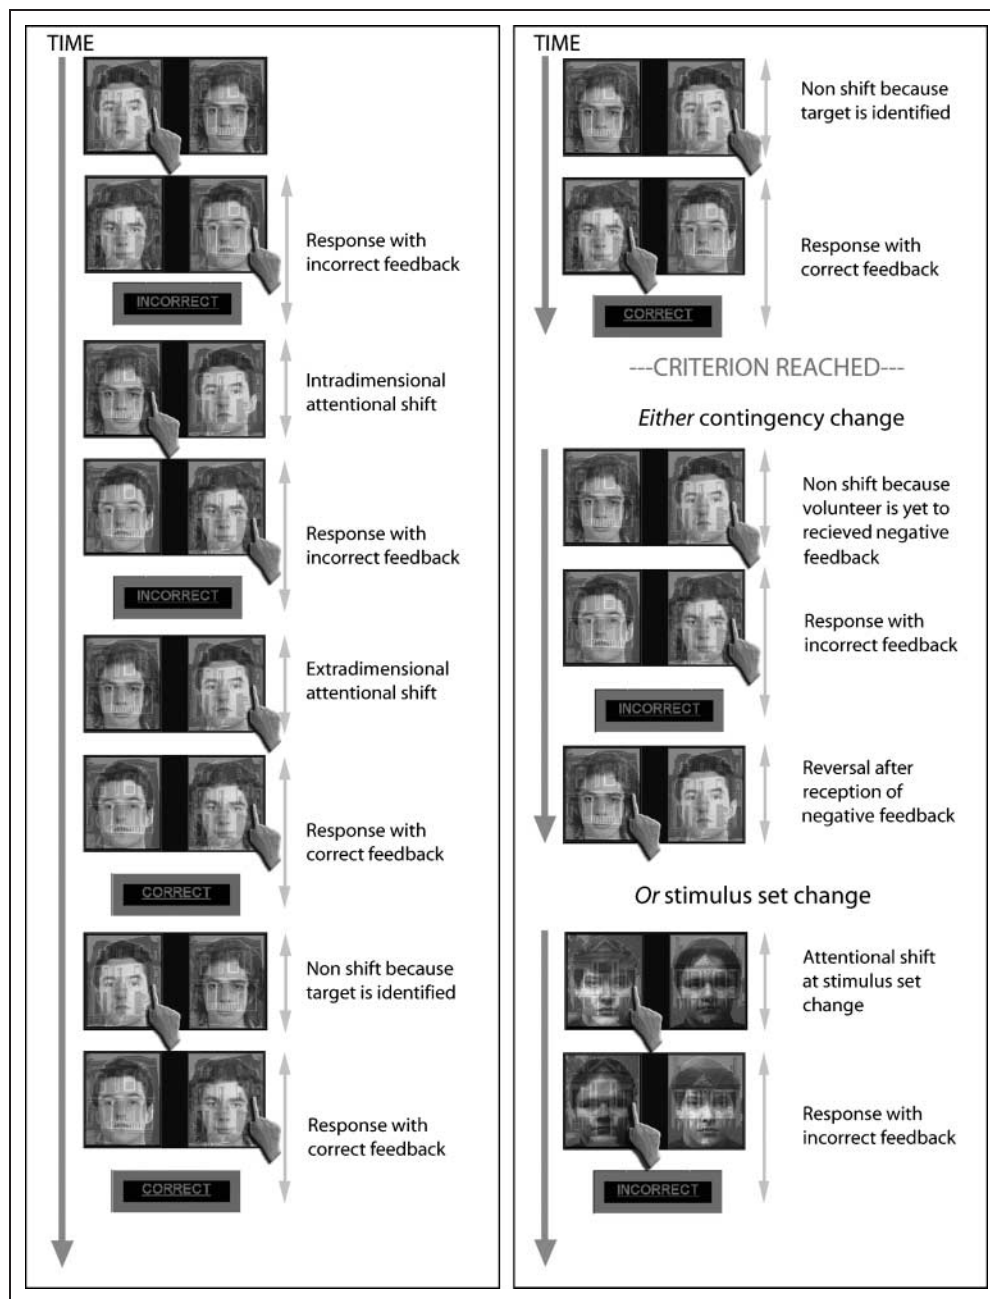 TIME
Response with
incorrect feedback
INCORRECT
Intradimensional
attentional shift
Response with
incorrect feedback
INCORRECT
Extradimensional
attentional shift
Response with
correct feedback
CORRECT
Non shift because
target is identified
Response with
correct feedback
CORRECT
TIME
Non shift because
target is identified
Response with
correct feedback
CORRECT
---CRITERION REACHED---
Either contingency change
Non shift because
volunteer is yet to
recieved negative
feedback
Response with
incorrect feedback
INCORRECT
Reversal after
reception of
negative feedback
Or stimulus set change
Attentional shift
at stimulus set
change
Response with
incorrect feedback
INCORRECT